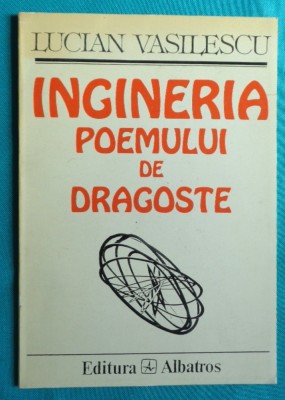 LUCIAN VASILESCU
INGINERIA
POEMULUI
DE
DRAGOSTE
Editura Albatros